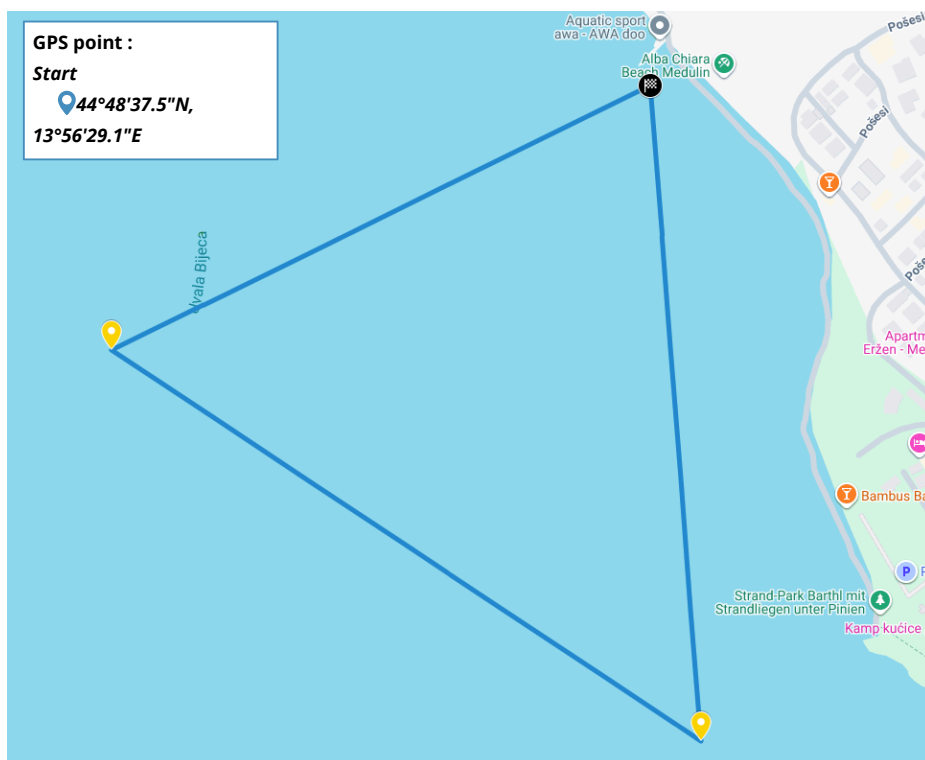 GPS point :
Start
44°48'37.5"N,
13°56'29.1"E
Aquatic sport
awa - AWA doo
Alba Chiara
Beach Medulin
Pošesi
Pošesi
Uvala Bijeca
Apartm
Eržen - Me
Bambus Ba
P
Strand-Park Barthl mit
Strandliegen unter Pinien
Kamp kućice